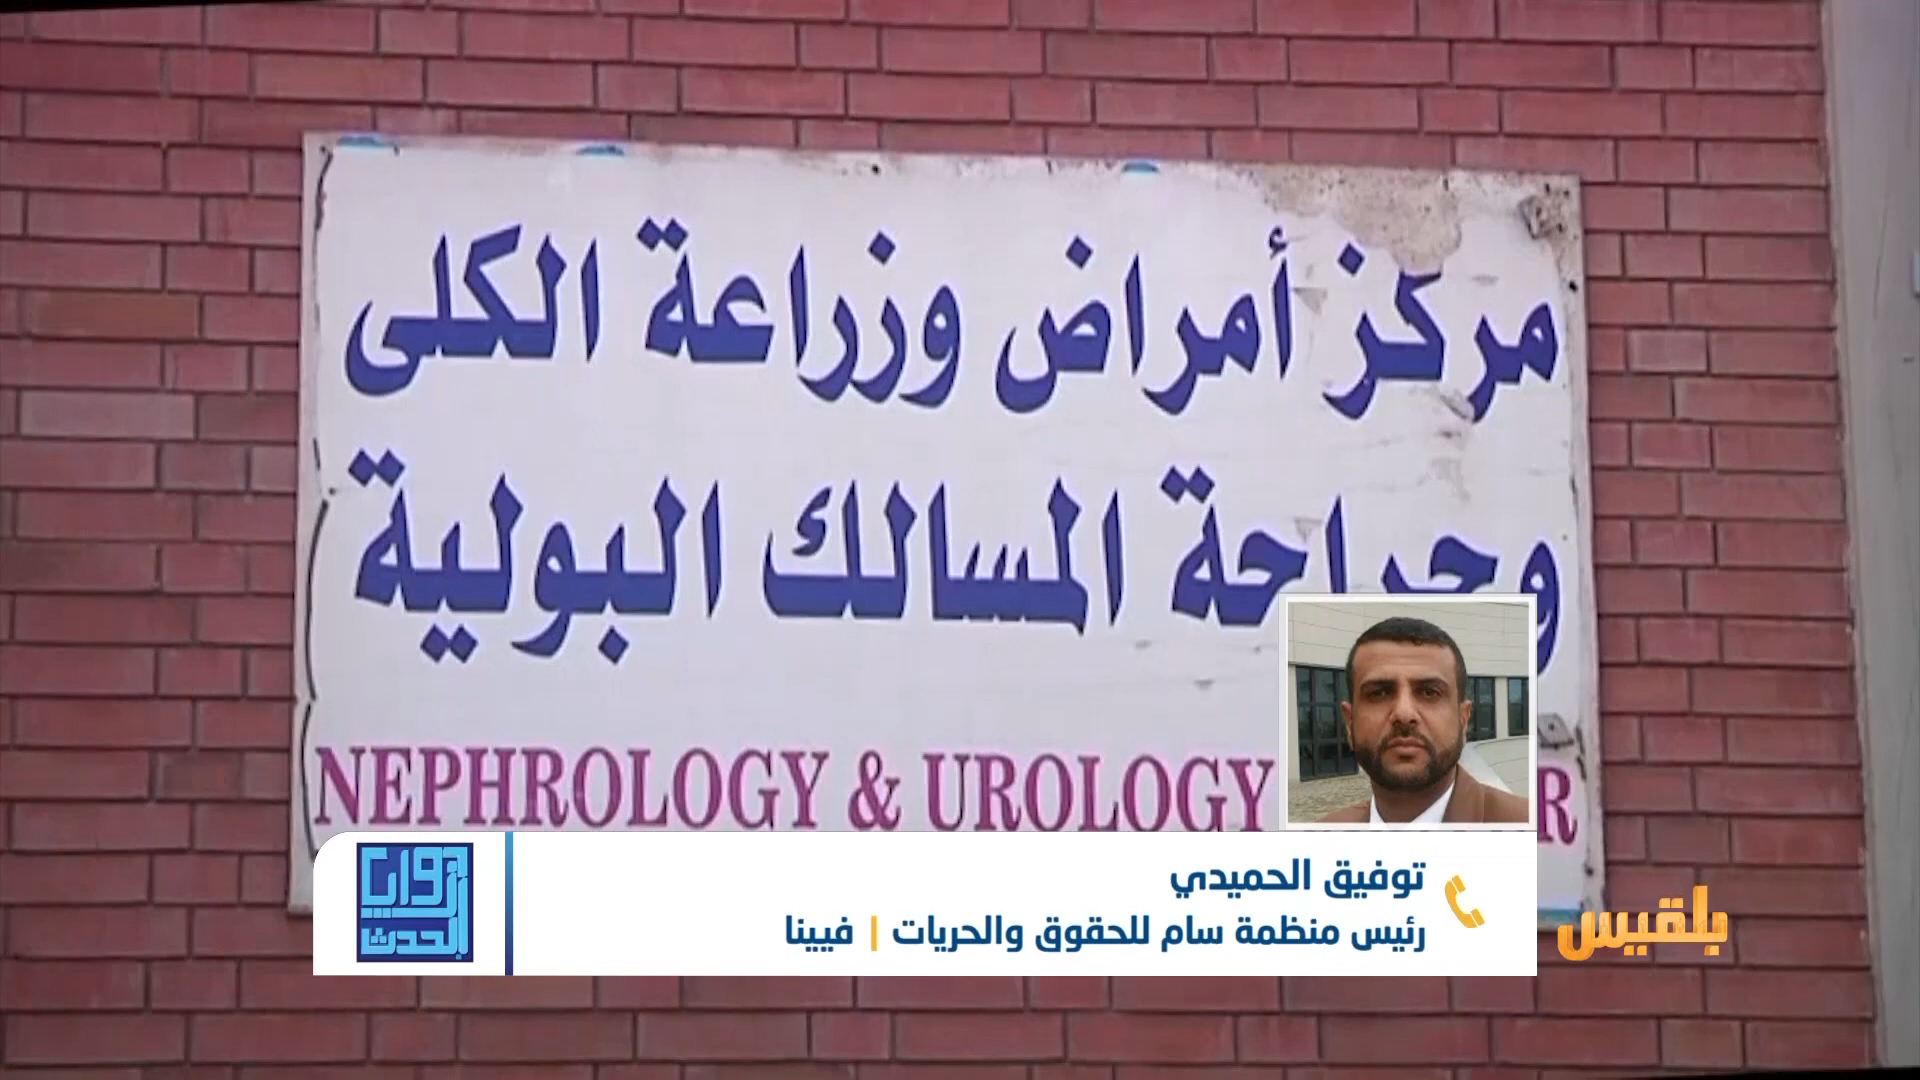 مركز أمراض وزراعة الكلى
وجراحة المسالك البولية
NEPHROLOGY & UROLOGY
توفيق الحميدي
رئيس منظمة سام للحقوق والحريات | فيينا
بلقيس
زوايا
الحدث